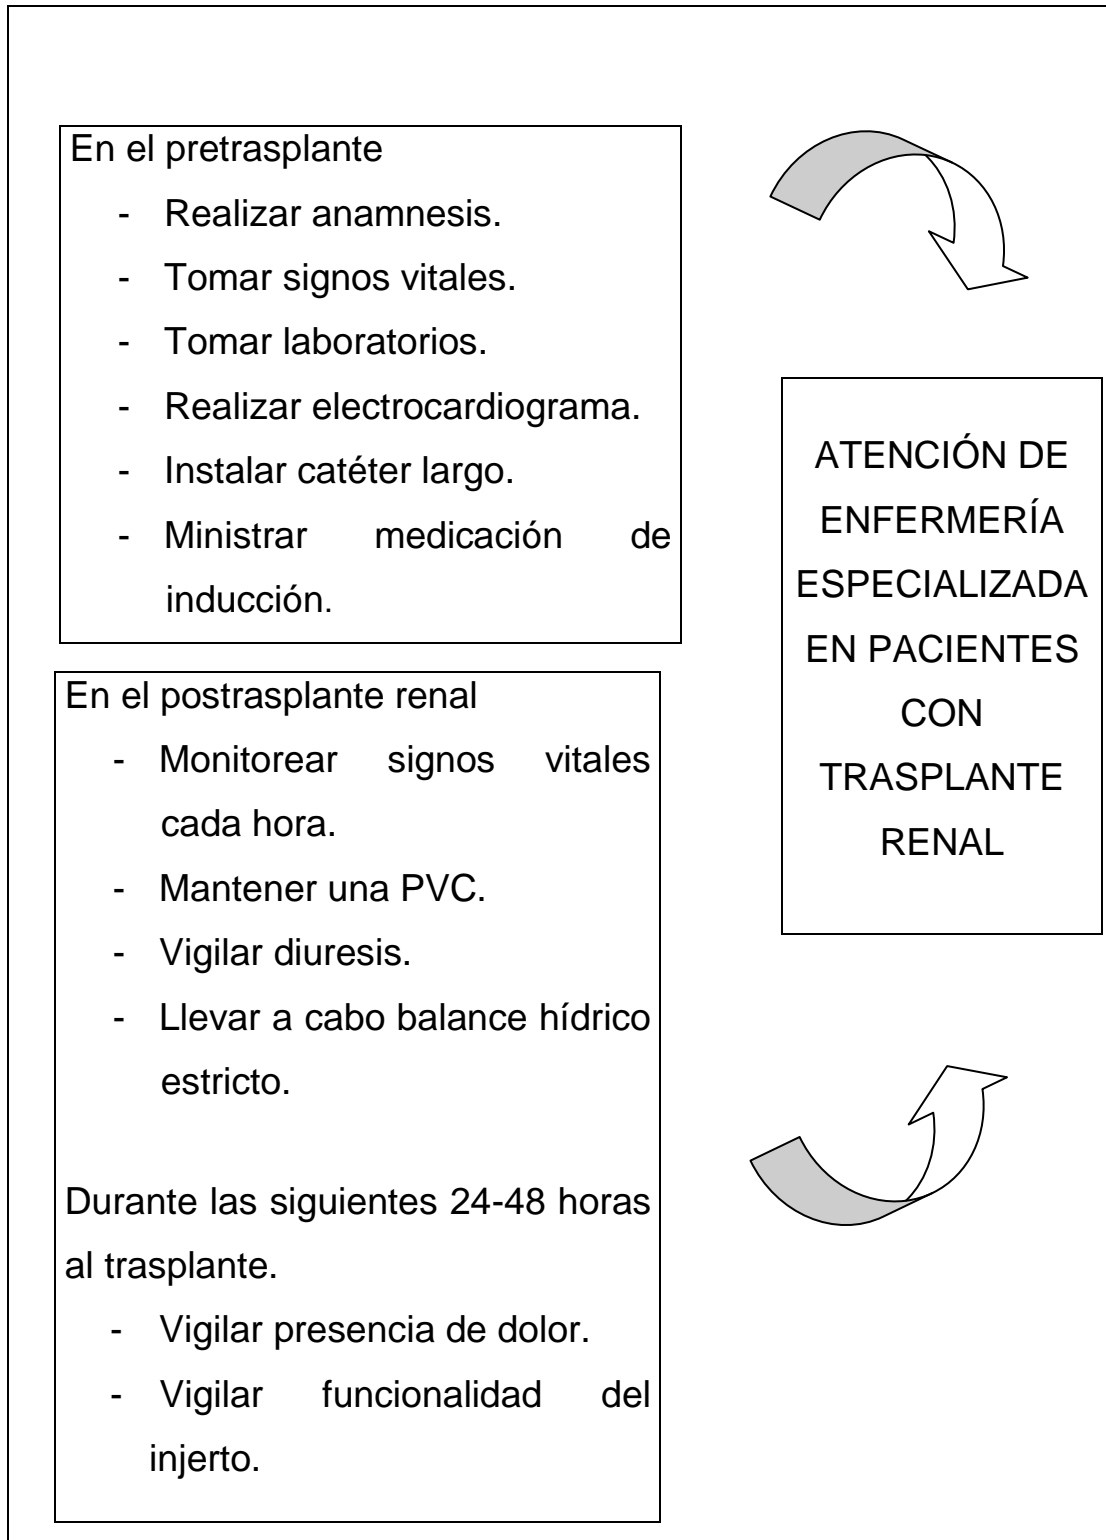 En el pretrasplante
- Realizar anamnesis.
- Tomar signos vitales.
- Tomar laboratorios.
- Realizar electrocardiograma.
- Instalar catéter largo.
- Ministrar medicación de
inducción.
ATENCIÓN DE
ENFERMERÍA
ESPECIALIZADA
EN PACIENTES
CON
TRASPLANTE
RENAL
En el postrasplante renal
- Monitorear signos vitales
cada hora.
- Mantener una PVC.
- Vigilar diuresis.
- Llevar a cabo balance hídrico
estricto.
Durante las siguientes 24-48 horas
al trasplante.
- Vigilar presencia de dolor.
- Vigilar funcionalidad del
injerto.